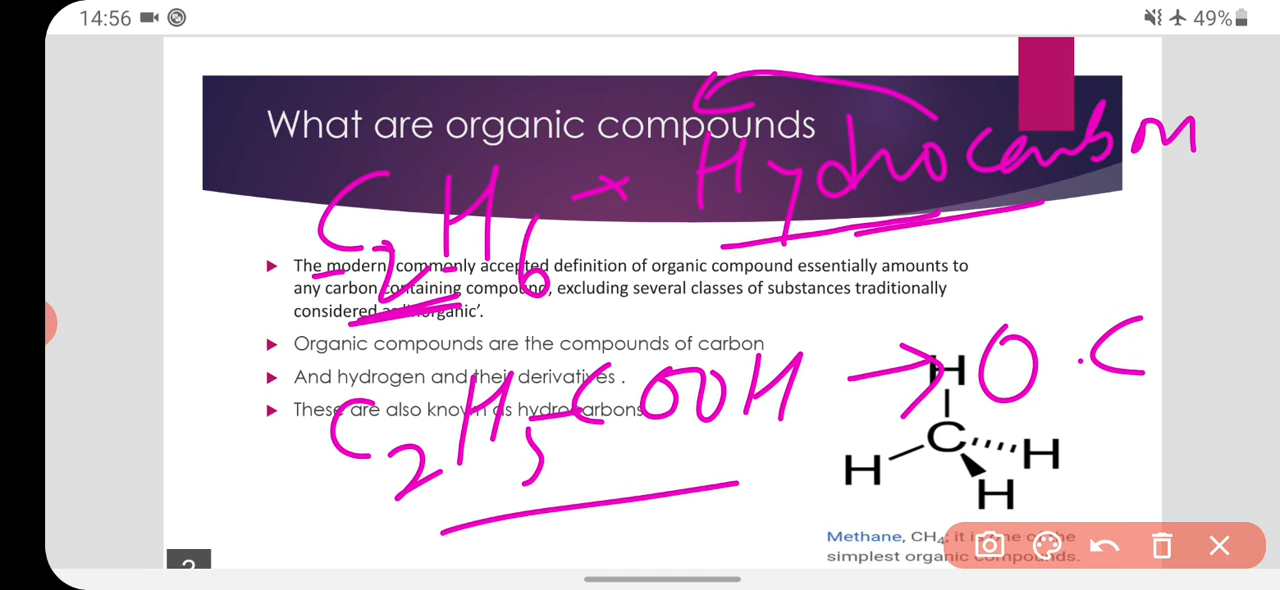 14:56 49%
What are organic compounds
Hydrocarbon
C2H6
The modern commonly accepted definition of organic compound essentially amounts to
any carbon containing compound, excluding several classes of substances traditionally
considered as 'inorganic'.
Organic compounds are the compounds of carbon
And hydrogen and their derivatives .
These are also known as hydrocarbons
C2H5-COOH → O.C
H
C
H H
H
Methane, CH4; it is one of the
simplest organic compounds.